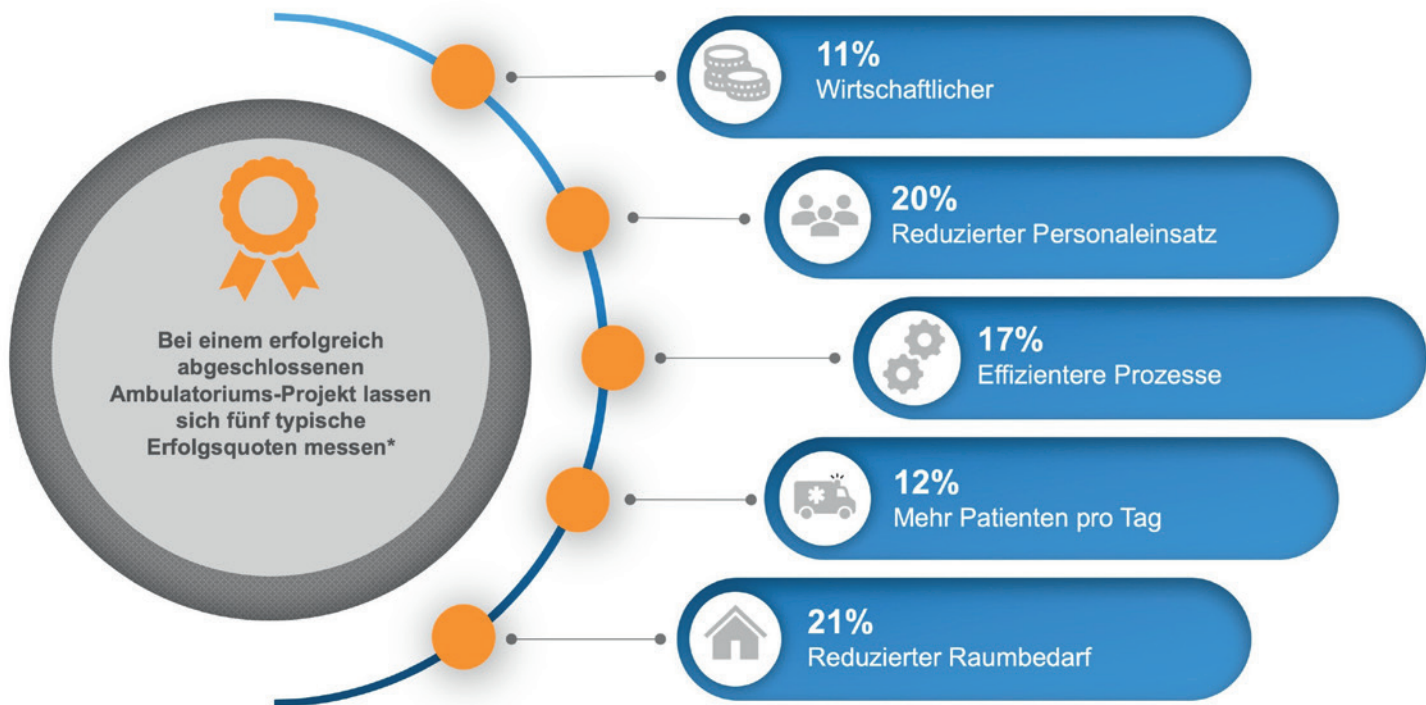 Bei einem erfolgreich
abgeschlossenen
Ambulatoriums-Projekt lassen
sich fünf typische
Erfolgsquoten messen*
11%
Wirtschaftlicher
20%
Reduzierter Personaleinsatz
17%
Effizientere Prozesse
12%
Mehr Patienten pro Tag
21%
Reduzierter Raumbedarf